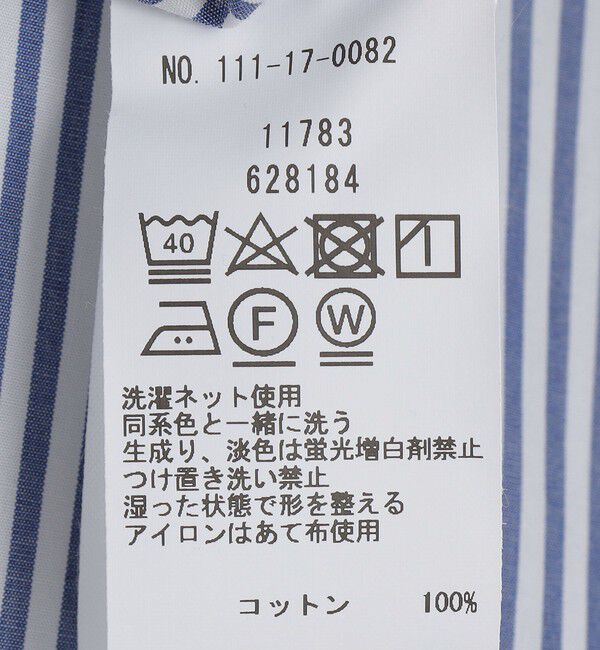 NO. 111-17-0082
11783
628184
40
F W
洗濯ネット使用
同系色と一緒に洗う
生成り、淡色は蛍光増白剤禁止
つけ置き洗い禁止
湿った状態で形を整える
アイロンはあて布使用
コットン 100%